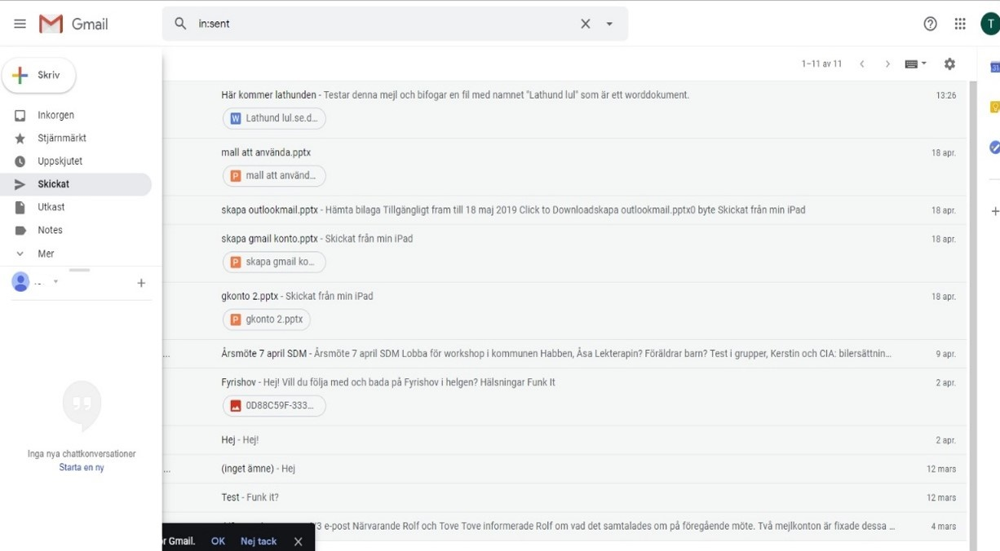 Gmail
in:sent
T
Skriv
1–11 av 11
31
Inkorgen
Stjärnmärkt
Uppskjutet
Skickat
Utkast
Notes
Mer
Inga nya chattkonversationer
Starta en ny
Här kommer lathunden - Testar denna mejl och bifogar en fil med namnet "Lathund lul" som är ett worddokument.
13:26
W Lathund lul.se.d...
mall att använda.pptx
18 apr.
P mall att använd...
skapa outlookmail.pptx - Hämta bilaga Tillgängligt fram till 18 maj 2019 Click to Downloadskapa outlookmail.pptx0 byte Skickat från min iPad
18 apr.
skapa gmail konto.pptx - Skickat från min iPad
18 apr.
P skapa gmail ko...
gkonto 2.pptx - Skickat från min iPad
18 apr.
P gkonto 2.pptx
... Årsmöte 7 april SDM - Årsmöte 7 april SDM Lobba för workshop i kommunen Habben, Åsa Lekterapin? Föräldrar barn? Test i grupper, Kerstin och CIA: bilersättnin...
9 apr.
Fyrishov - Hej! Vill du följa med och bada på Fyrishov i helgen? Hälsningar Funk It
2 apr.
0D88C59F-333...
Hej - Hej!
2 apr.
... (inget ämne) - Hej
12 mars
Test - Funk it?
12 mars
/3 e-post Närvarande Rolf och Tove Tove informerade Rolf om vad det samtalades om på föregående möte. Två mejlkonton är fixade dessa ...
4 mars
r Gmail. OK Nej tack